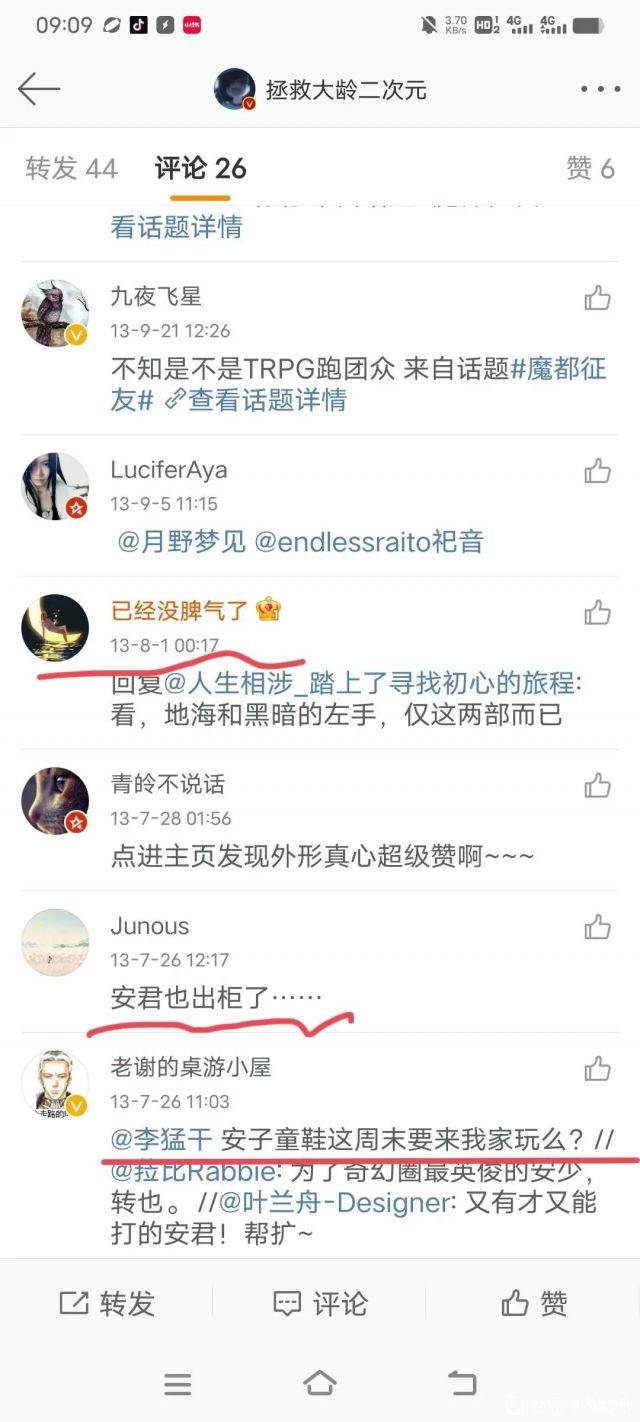 09:09
3.70 KB/s HD 1 2 4G 4G
拯救大龄二次元
转发 44 评论 26 赞 6
看话题详情
九夜飞星
13-9-21 12:26
不知是不是TRPG跑团众 来自话题#魔都征
友# 查看话题详情
LuciferAya
13-9-5 11:15
@月野梦见 @endlessraito祀音
已经没脾气了
13-8-1 00:17
回复@人生相涉_踏上了寻找初心的旅程:
看，地海和黑暗的左手，仅这两部而已
青皊不说话
13-7-28 01:56
点进主页发现外形真心超级赞啊~~~
Junous
13-7-26 12:17
安君也出柜了……
老谢的桌游小屋
13-7-26 11:03
@李猛干 安子童鞋这周末要来我家玩么？//
@拉比Rabbie: 为了奇幻圈最英俊的安少，
转也。//@叶兰舟-Designer: 又有才又能
打的安君！帮扩~
转发 评论 赞